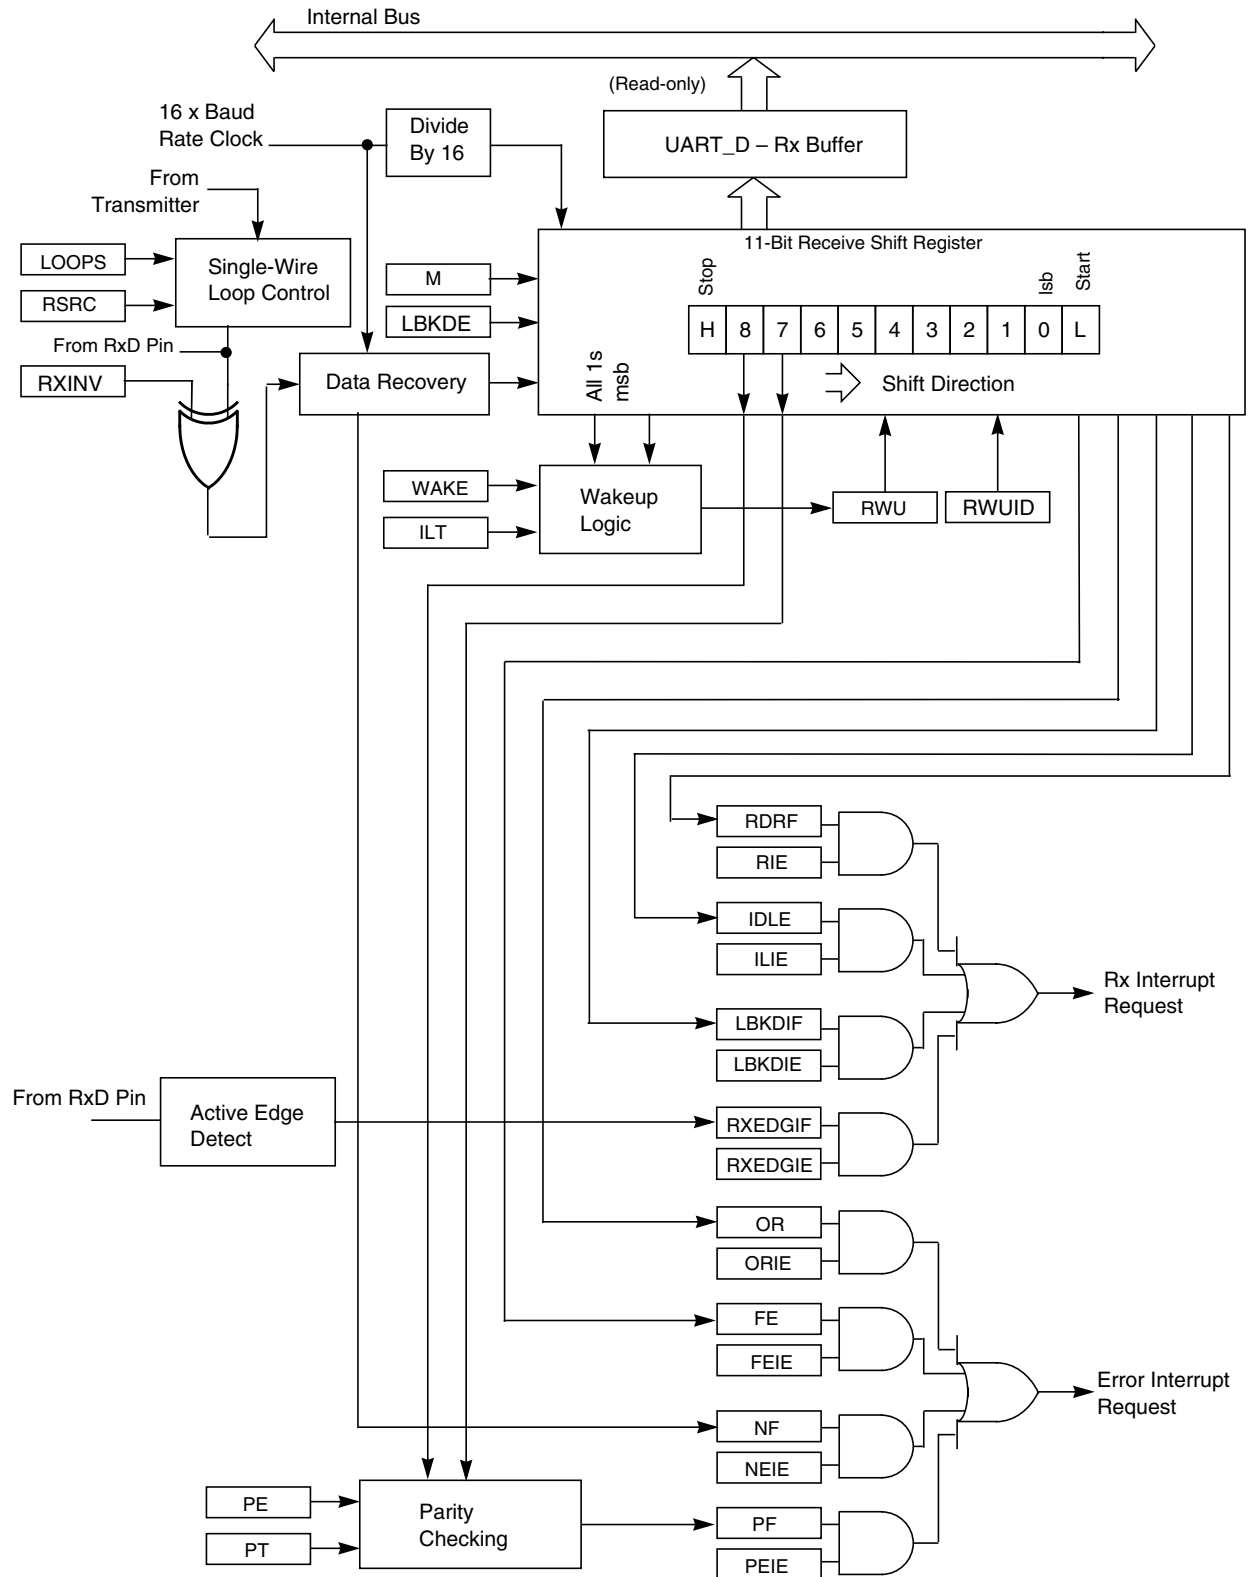 Internal Bus
(Read-only)
16 x Baud
Rate Clock
Divide
By 16
UART_D – Rx Buffer
From
Transmitter
11-Bit Receive Shift Register
LOOPS
RSRC
Single-Wire
Loop Control
M
LBKDE
Stop
lsb
Start
H 8 7 6 5 4 3 2 1 0 L
From RxD Pin
RXINV
Data Recovery
All 1s
msb
Shift Direction
WAKE
ILT
Wakeup
Logic
RWU
RWUID
RDRF
RIE
IDLE
ILIE
Rx Interrupt
Request
LBKDIF
LBKDIE
From RxD Pin
Active Edge
Detect
RXEDGIF
RXEDGIE
OR
ORIE
FE
FEIE
Error Interrupt
Request
NF
NEIE
PE
PT
Parity
Checking
PF
PEIE